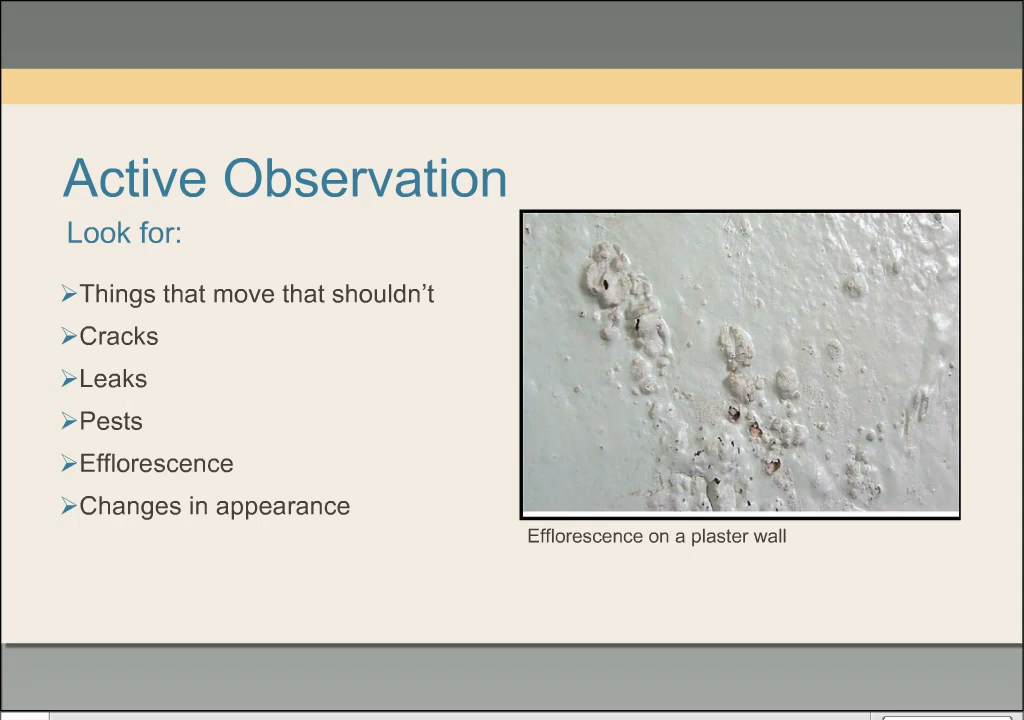 Active Observation
Look for:
Things that move that shouldn’t
Cracks
Leaks
Pests
Efflorescence
Changes in appearance
Efflorescence on a plaster wall